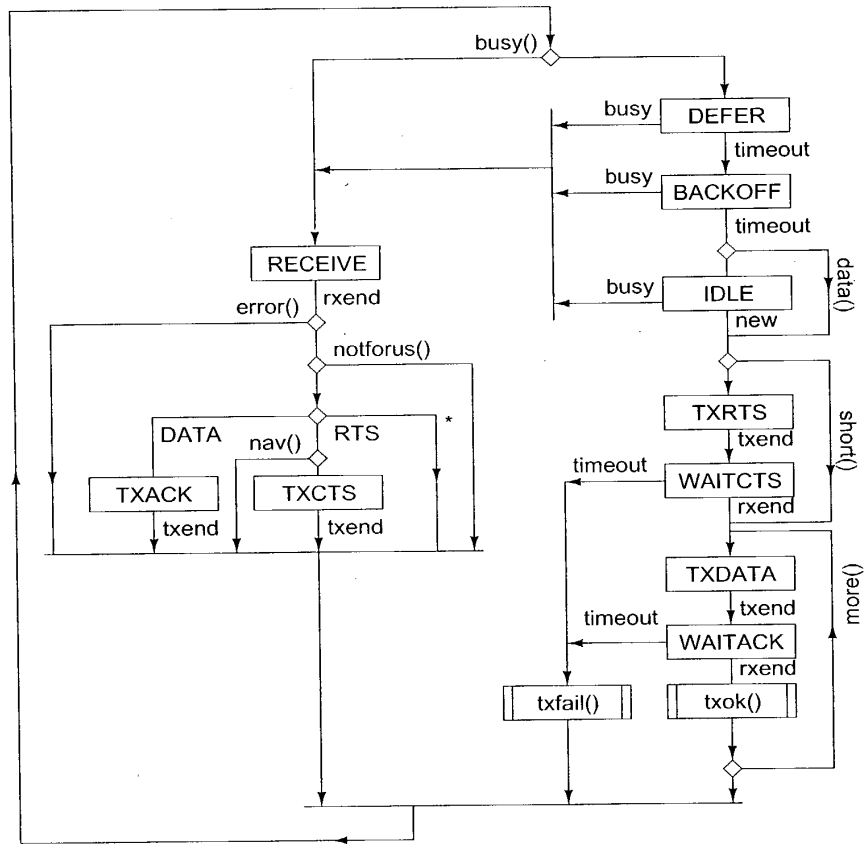 busy()
busy
DEFER
timeout
busy
BACKOFF
timeout
RECEIVE
data()
busy
IDLE
rxend
error()
new
notforus()
DATA
RTS
*
nav()
TXRTS
short()
txend
timeout
WAITCTS
TXACK
TXCTS
rxend
txend
txend
TXDATA
more()
txend
timeout
WAITACK
rxend
txfail()
txok()